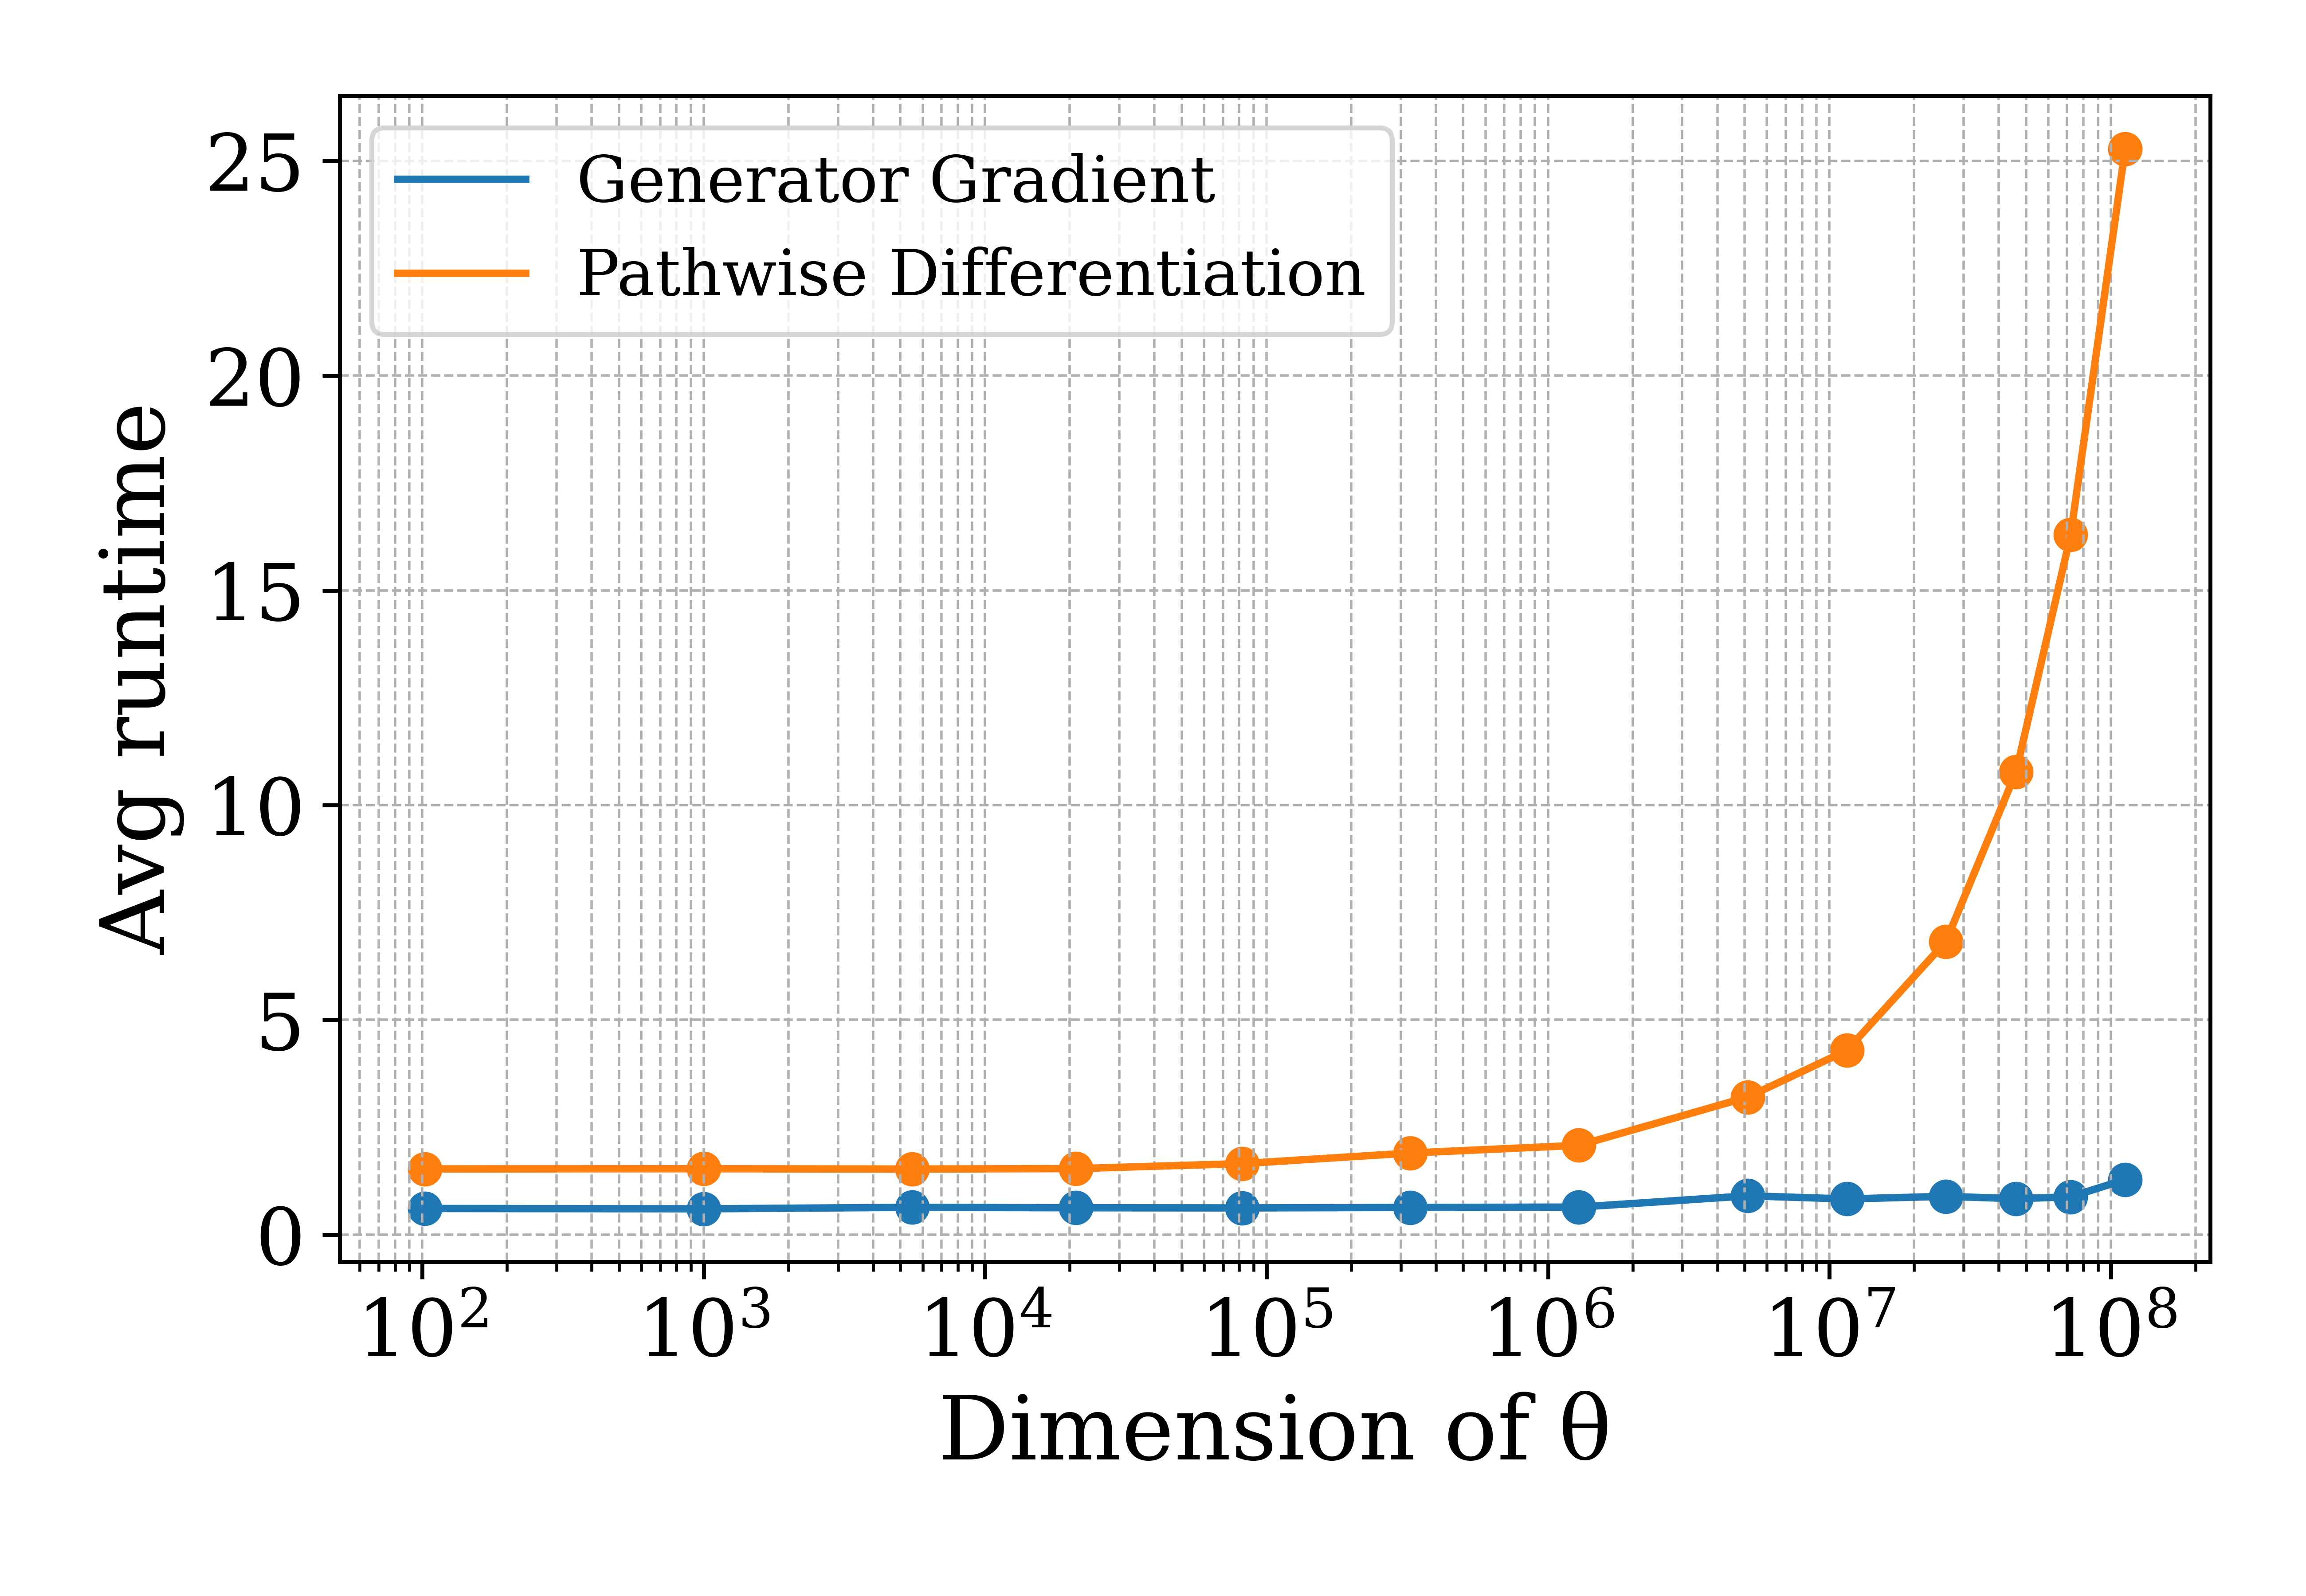 Generator Gradient
Pathwise Differentiation
Avg runtime
25
20
15
10
5
0
10² 10³ 10⁴ 10⁵ 10⁶ 10⁷ 10⁸
Dimension of θ